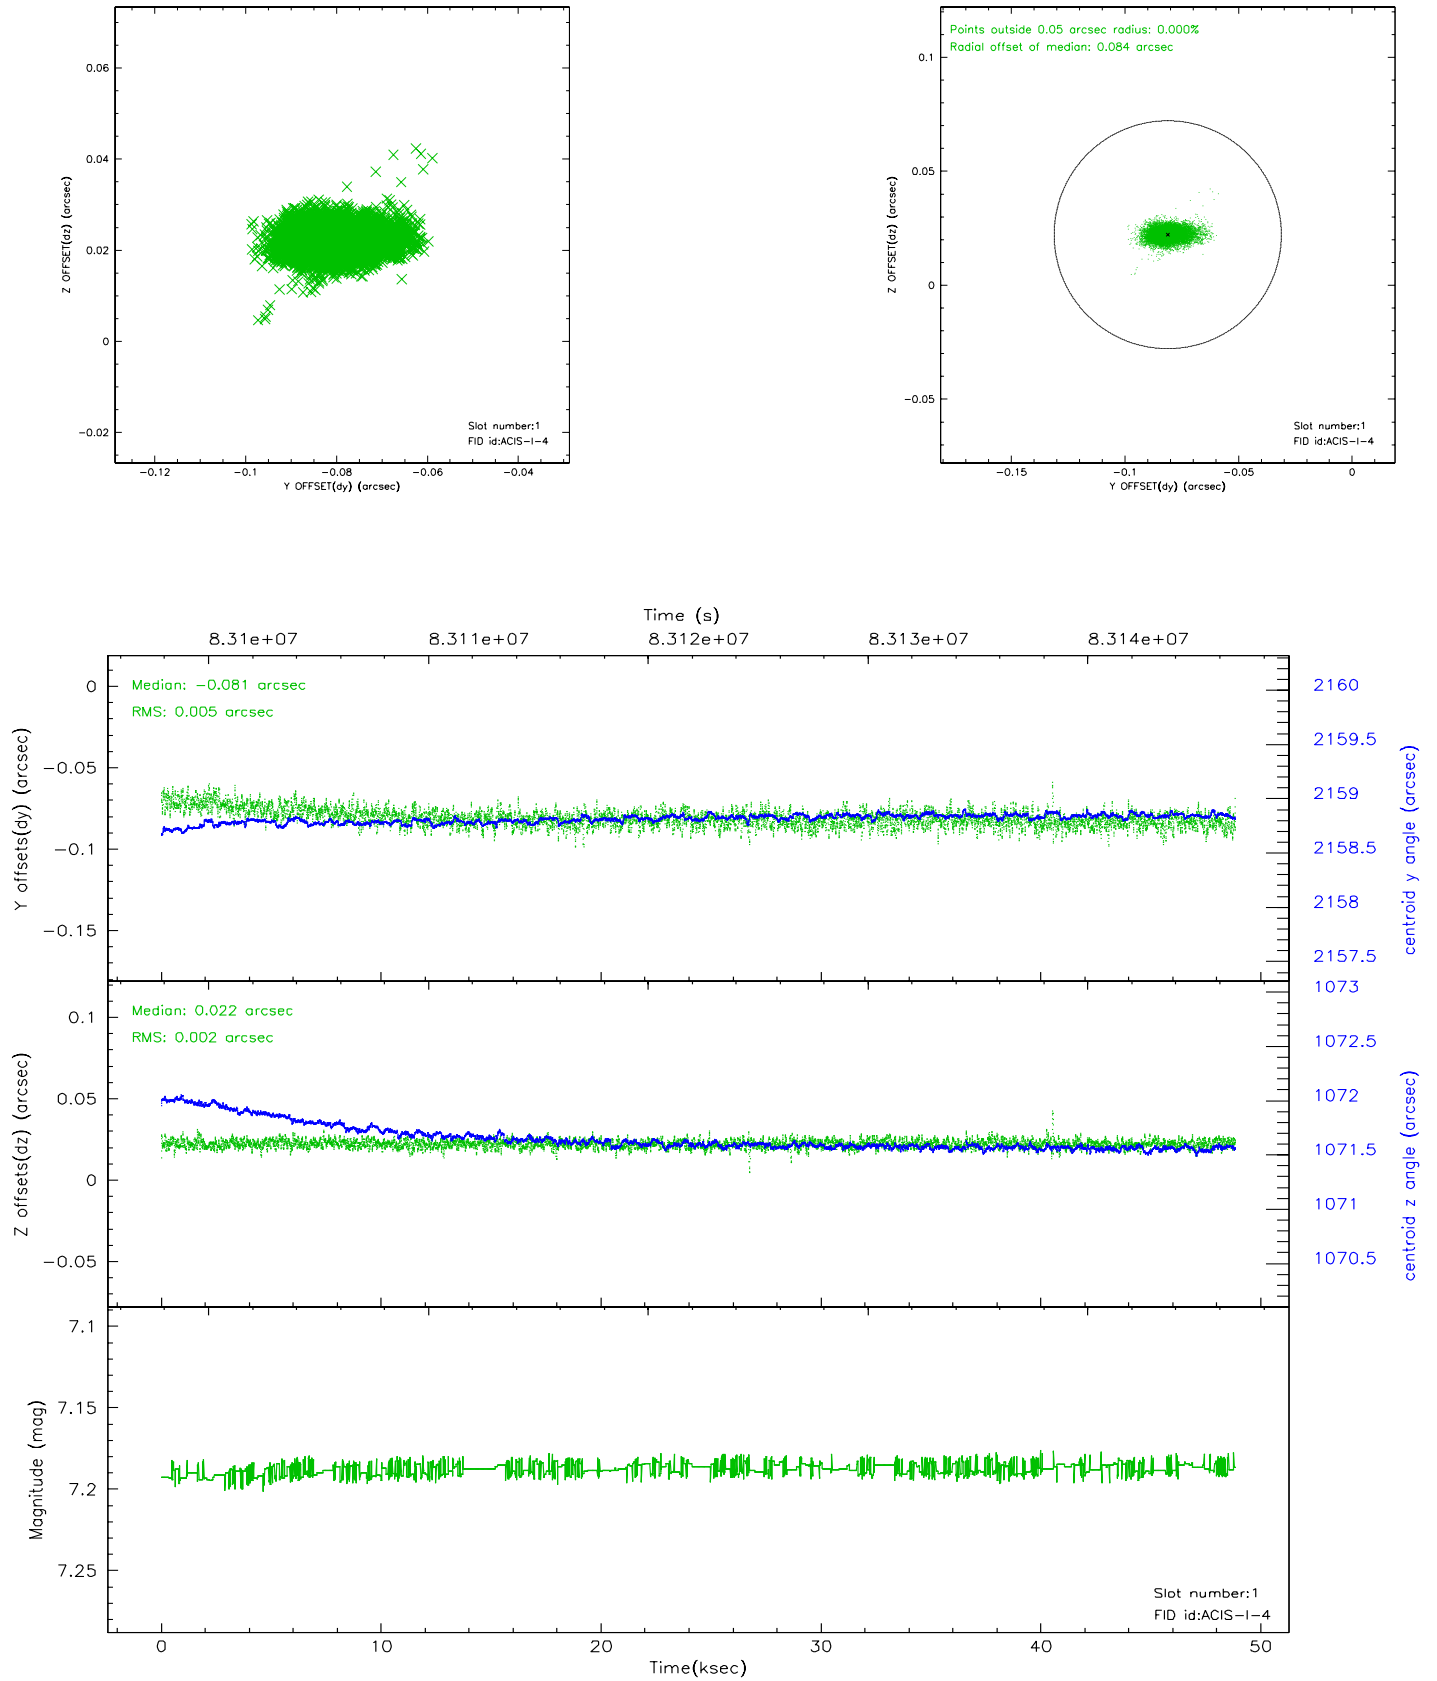 0.06
0.04
0.02
0
−0.02
Z OFFSET(dz) (arcsec)
Slot number:1
FID id:ACIS−I−4
−0.12 −0.1 −0.08 −0.06 −0.04
Y OFFSET(dy) (arcsec)
Points outside 0.05 arcsec radius: 0.000%
Radial offset of median: 0.084 arcsec
0.1
0.05
0
−0.05
Z OFFSET(dz) (arcsec)
Slot number:1
FID id:ACIS−I−4
−0.15 −0.1 −0.05 0
Y OFFSET(dy) (arcsec)
Time (s)
8.31e+07 8.311e+07 8.312e+07 8.313e+07 8.314e+07
Median: −0.081 arcsec
RMS: 0.005 arcsec
0
−0.05
−0.1
−0.15
Y offsets(dy) (arcsec)
2160
2159.5
2159
2158.5
2158
2157.5
centroid y angle (arcsec)
Median: 0.022 arcsec
RMS: 0.002 arcsec
0.1
0.05
0
−0.05
Z offsets(dz) (arcsec)
1073
1072.5
1072
1071.5
1071
1070.5
centroid z angle (arcsec)
7.1
7.15
7.2
7.25
Magnitude (mag)
Slot number:1
FID id:ACIS−I−4
0 10 20 30 40 50
Time(ksec)